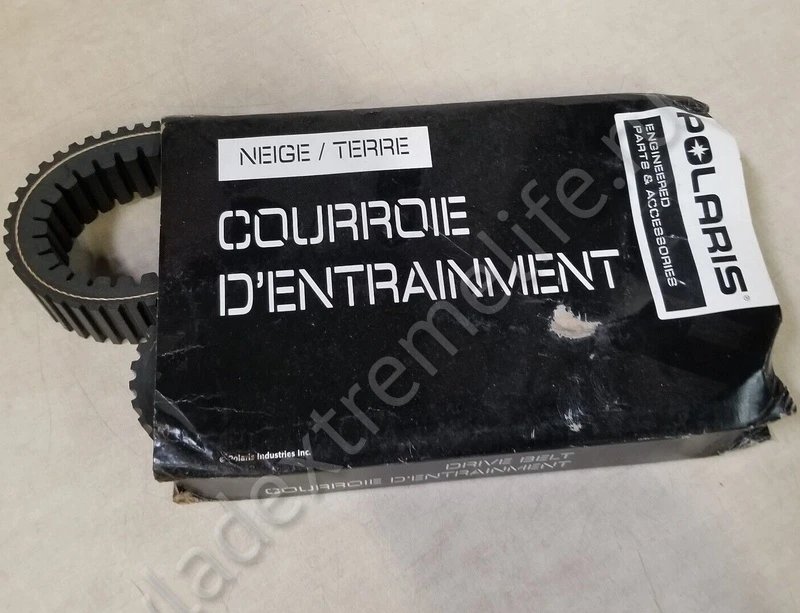 NEIGE / TERRE
COURROIE
D'ENTRAINMENT
POLARIS®
ENGINEERED
PARTS & ACCESSORIES
© Polaris Industries Inc.
DRIVE BELT
COURROIE D'ENTRAINMENT